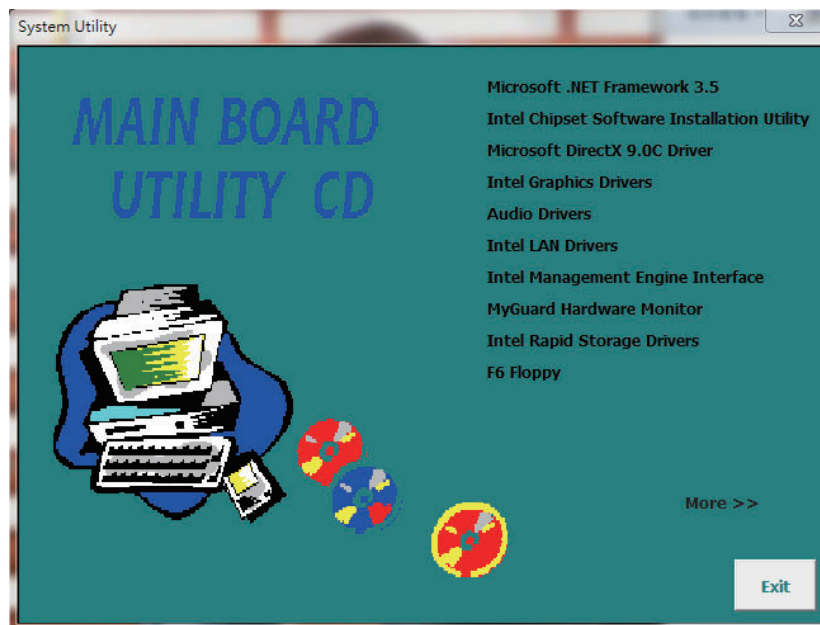 System Utility
MAIN BOARD
UTILITY CD
Microsoft .NET Framework 3.5
Intel Chipset Software Installation Utility
Microsoft DirectX 9.0C Driver
Intel Graphics Drivers
Audio Drivers
Intel LAN Drivers
Intel Management Engine Interface
MyGuard Hardware Monitor
Intel Rapid Storage Drivers
F6 Floppy
More >>
Exit